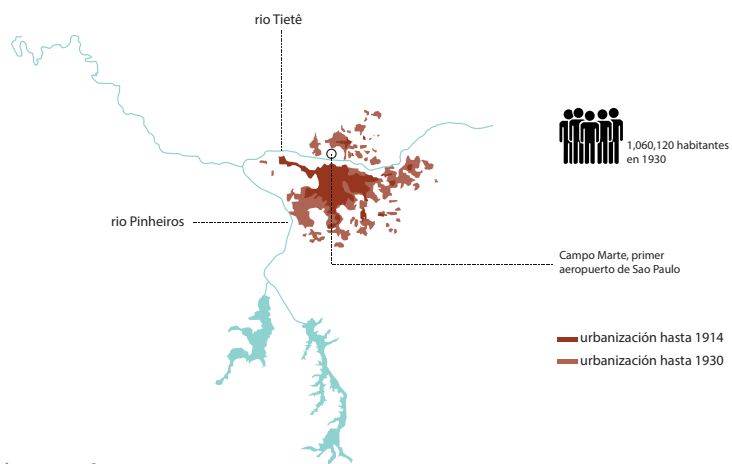 rio Tietê
1,060,120 habitantes
en 1930
rio Pinheiros
Campo Marte, primer
aeropuerto de Sao Paulo
urbanización hasta 1914
urbanización hasta 1930